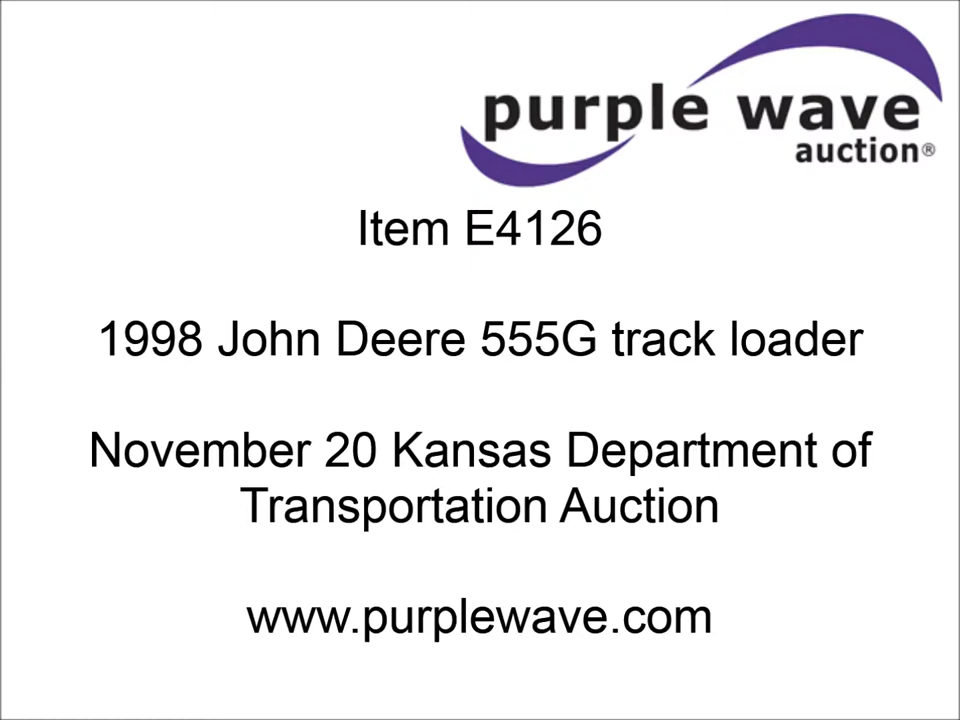 purple wave
auction®
Item E4126
1998 John Deere 555G track loader
November 20 Kansas Department of
Transportation Auction
www.purplewave.com